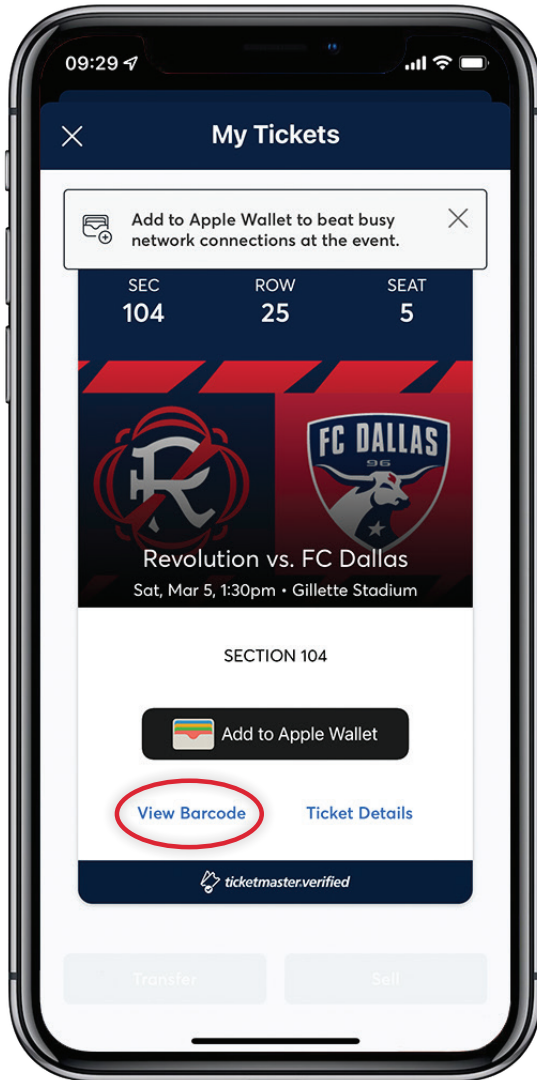 09:29
My Tickets
Add to Apple Wallet to beat busy
network connections at the event.
SEC ROW SEAT
104 25 5
FC DALLAS
96
R
Revolution vs. FC Dallas
Sat, Mar 5, 1:30pm • Gillette Stadium
SECTION 104
Add to Apple Wallet
View Barcode Ticket Details
ticketmaster.verified
Transfer Sell